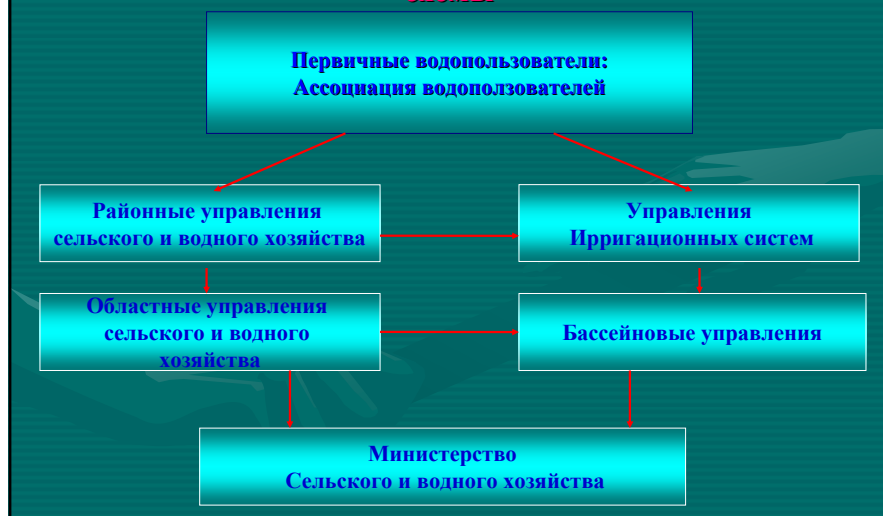 Первичные водопользователи:
Ассоциация водоползователей
Районные управления
сельского и водного хозяйства
Управления
Ирригационных систем
Областные управления
сельского и водного
хозяйства
Бассейновые управления
Министерство
Сельского и водного хозяйства